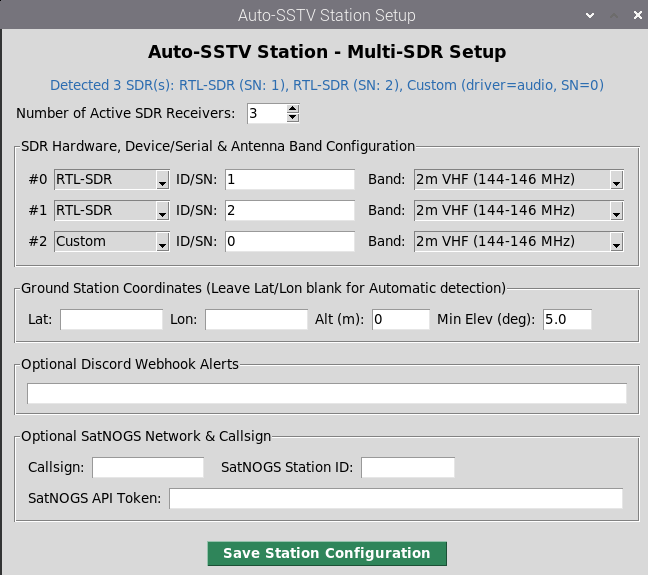 Auto-SSTV Station Setup
Auto-SSTV Station - Multi-SDR Setup
Detected 3 SDR(s): RTL-SDR (SN: 1), RTL-SDR (SN: 2), Custom (driver=audio, SN=0)
Number of Active SDR Receivers: 3
SDR Hardware, Device/Serial & Antenna Band Configuration
#0 RTL-SDR ID/SN: 1 Band: 2m VHF (144-146 MHz)
#1 RTL-SDR ID/SN: 2 Band: 2m VHF (144-146 MHz)
#2 Custom ID/SN: 0 Band: 2m VHF (144-146 MHz)
Ground Station Coordinates (Leave Lat/Lon blank for Automatic detection)
Lat: Lon: Alt (m): 0 Min Elev (deg): 5.0
Optional Discord Webhook Alerts
Optional SatNOGS Network & Callsign
Callsign: SatNOGS Station ID:
SatNOGS API Token:
Save Station Configuration